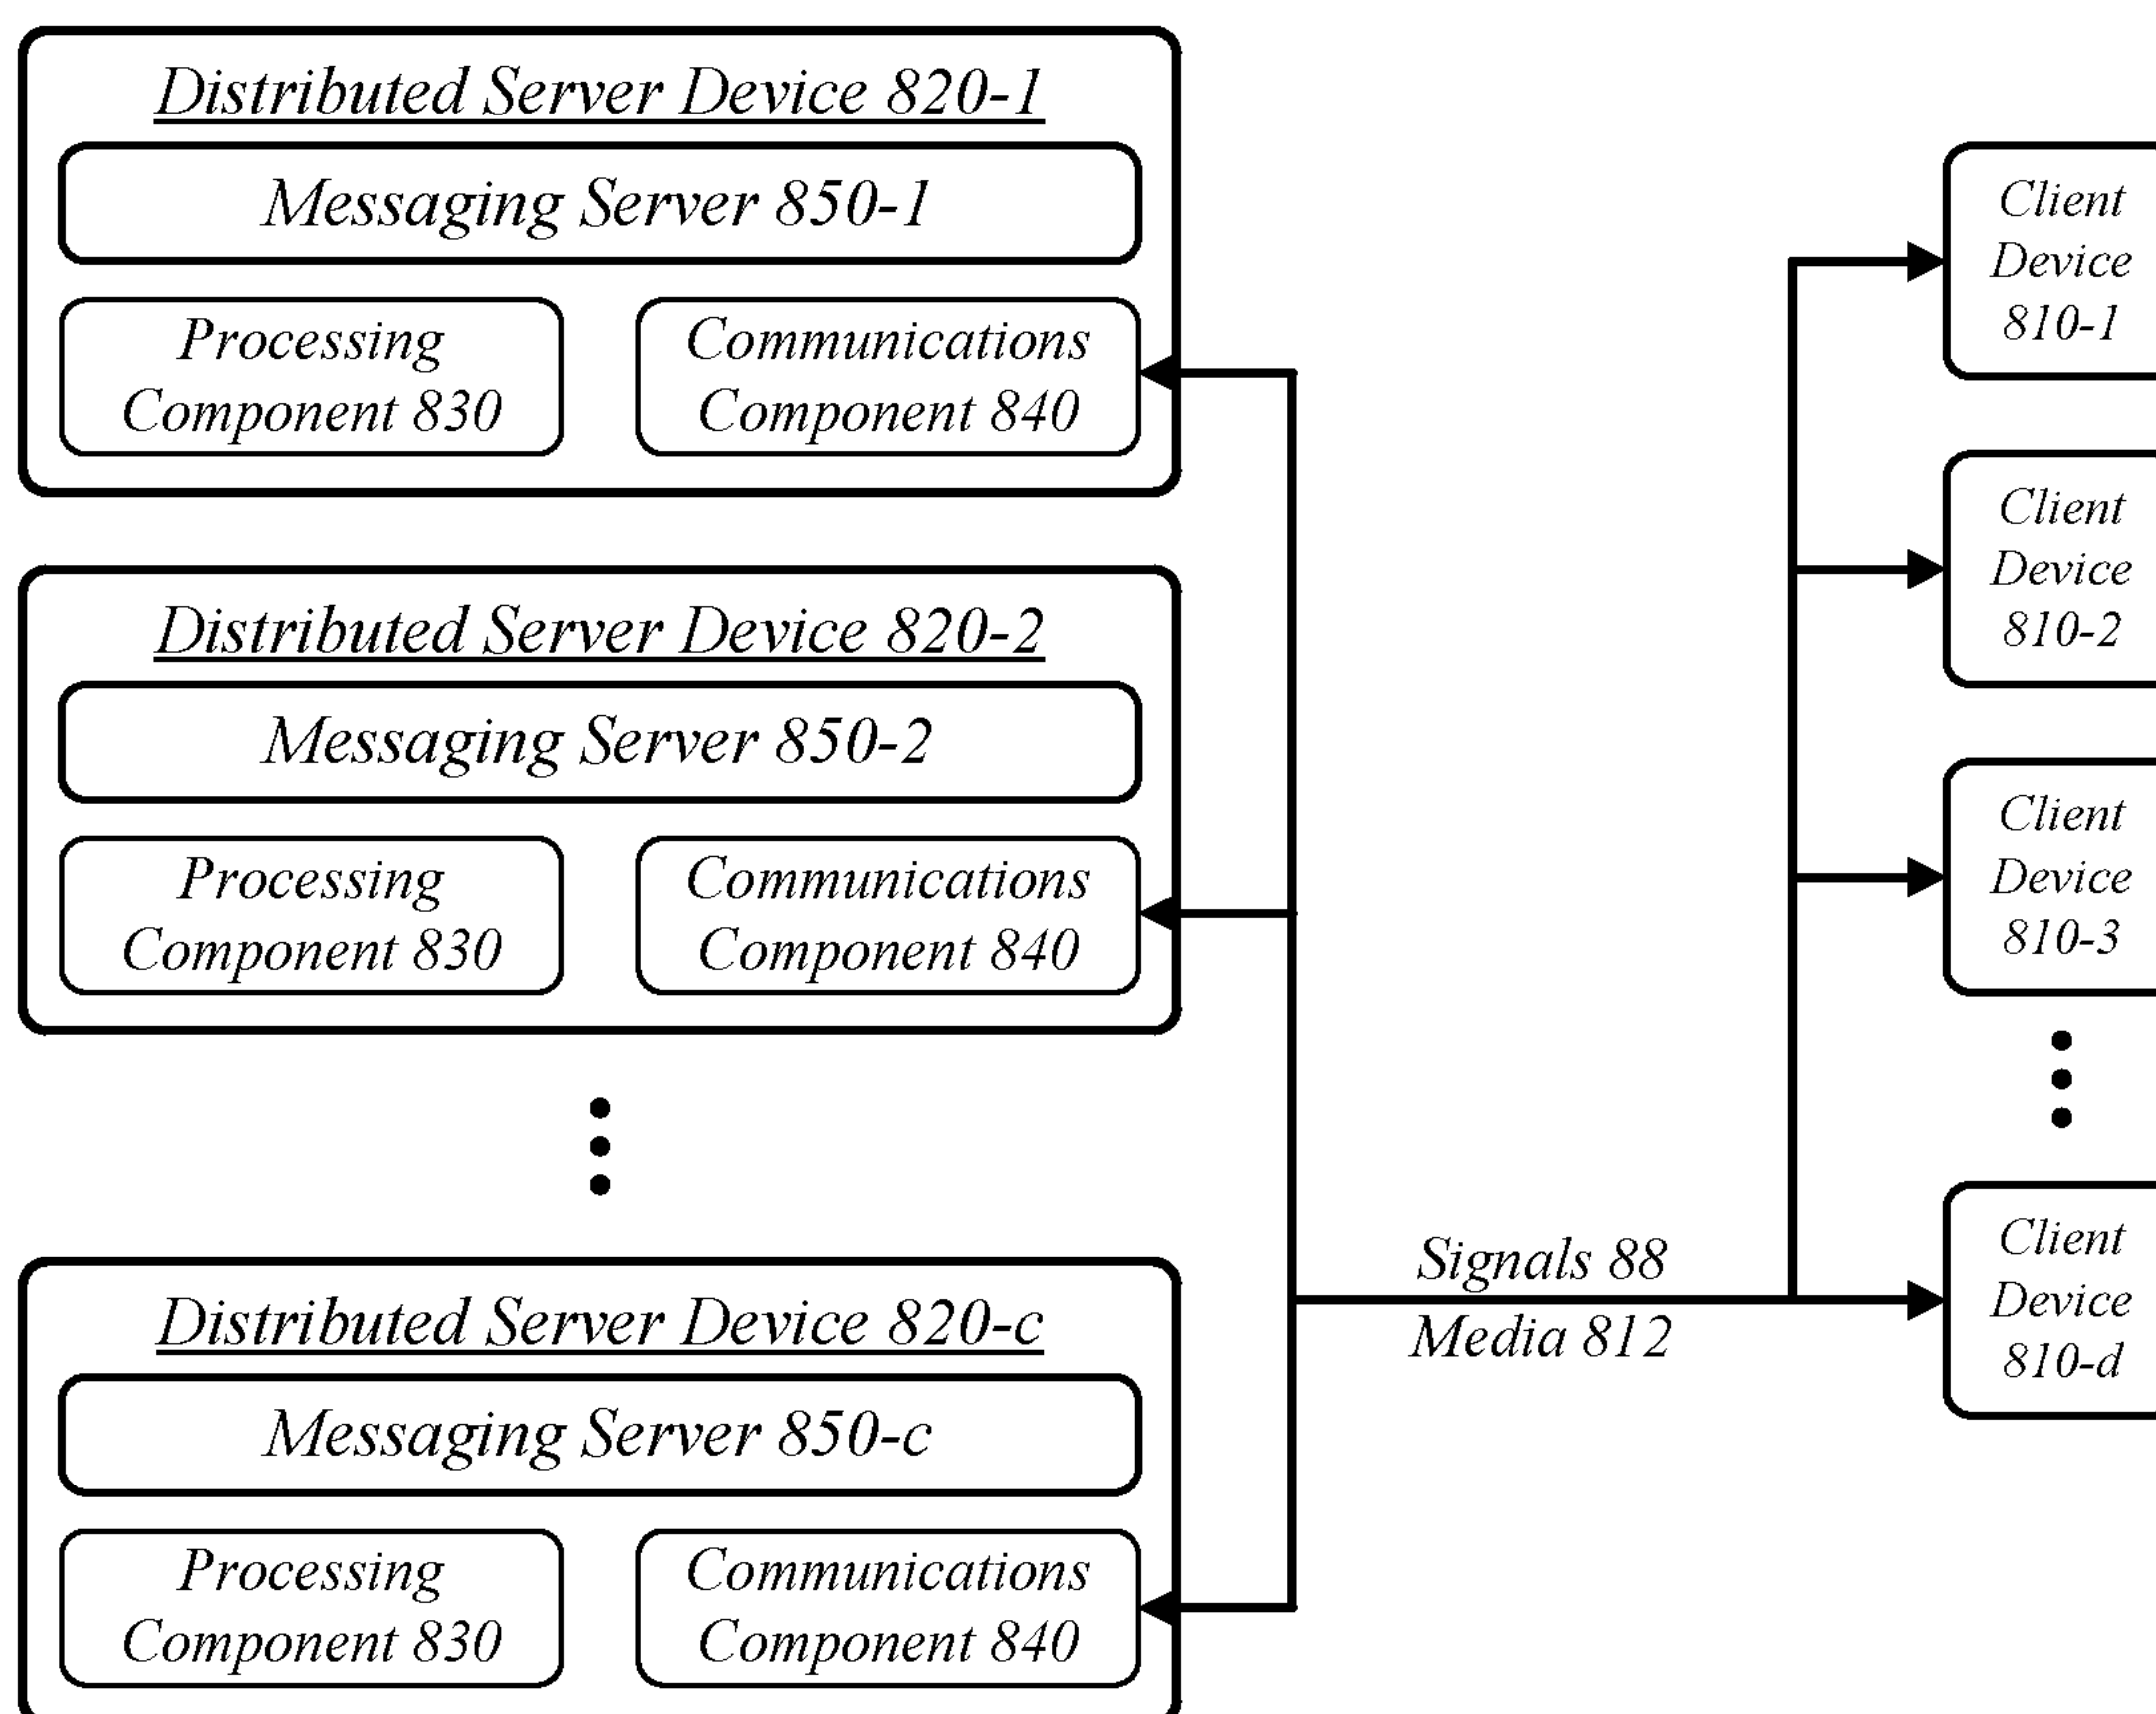 Distributed Server Device 820-1
Messaging Server 850-1
Processing
Component 830
Communications
Component 840
Distributed Server Device 820-2
Messaging Server 850-2
Processing
Component 830
Communications
Component 840
Distributed Server Device 820-c
Messaging Server 850-c
Processing
Component 830
Communications
Component 840
Signals 88
Media 812
Client
Device
810-1
Client
Device
810-2
Client
Device
810-3
Client
Device
810-d